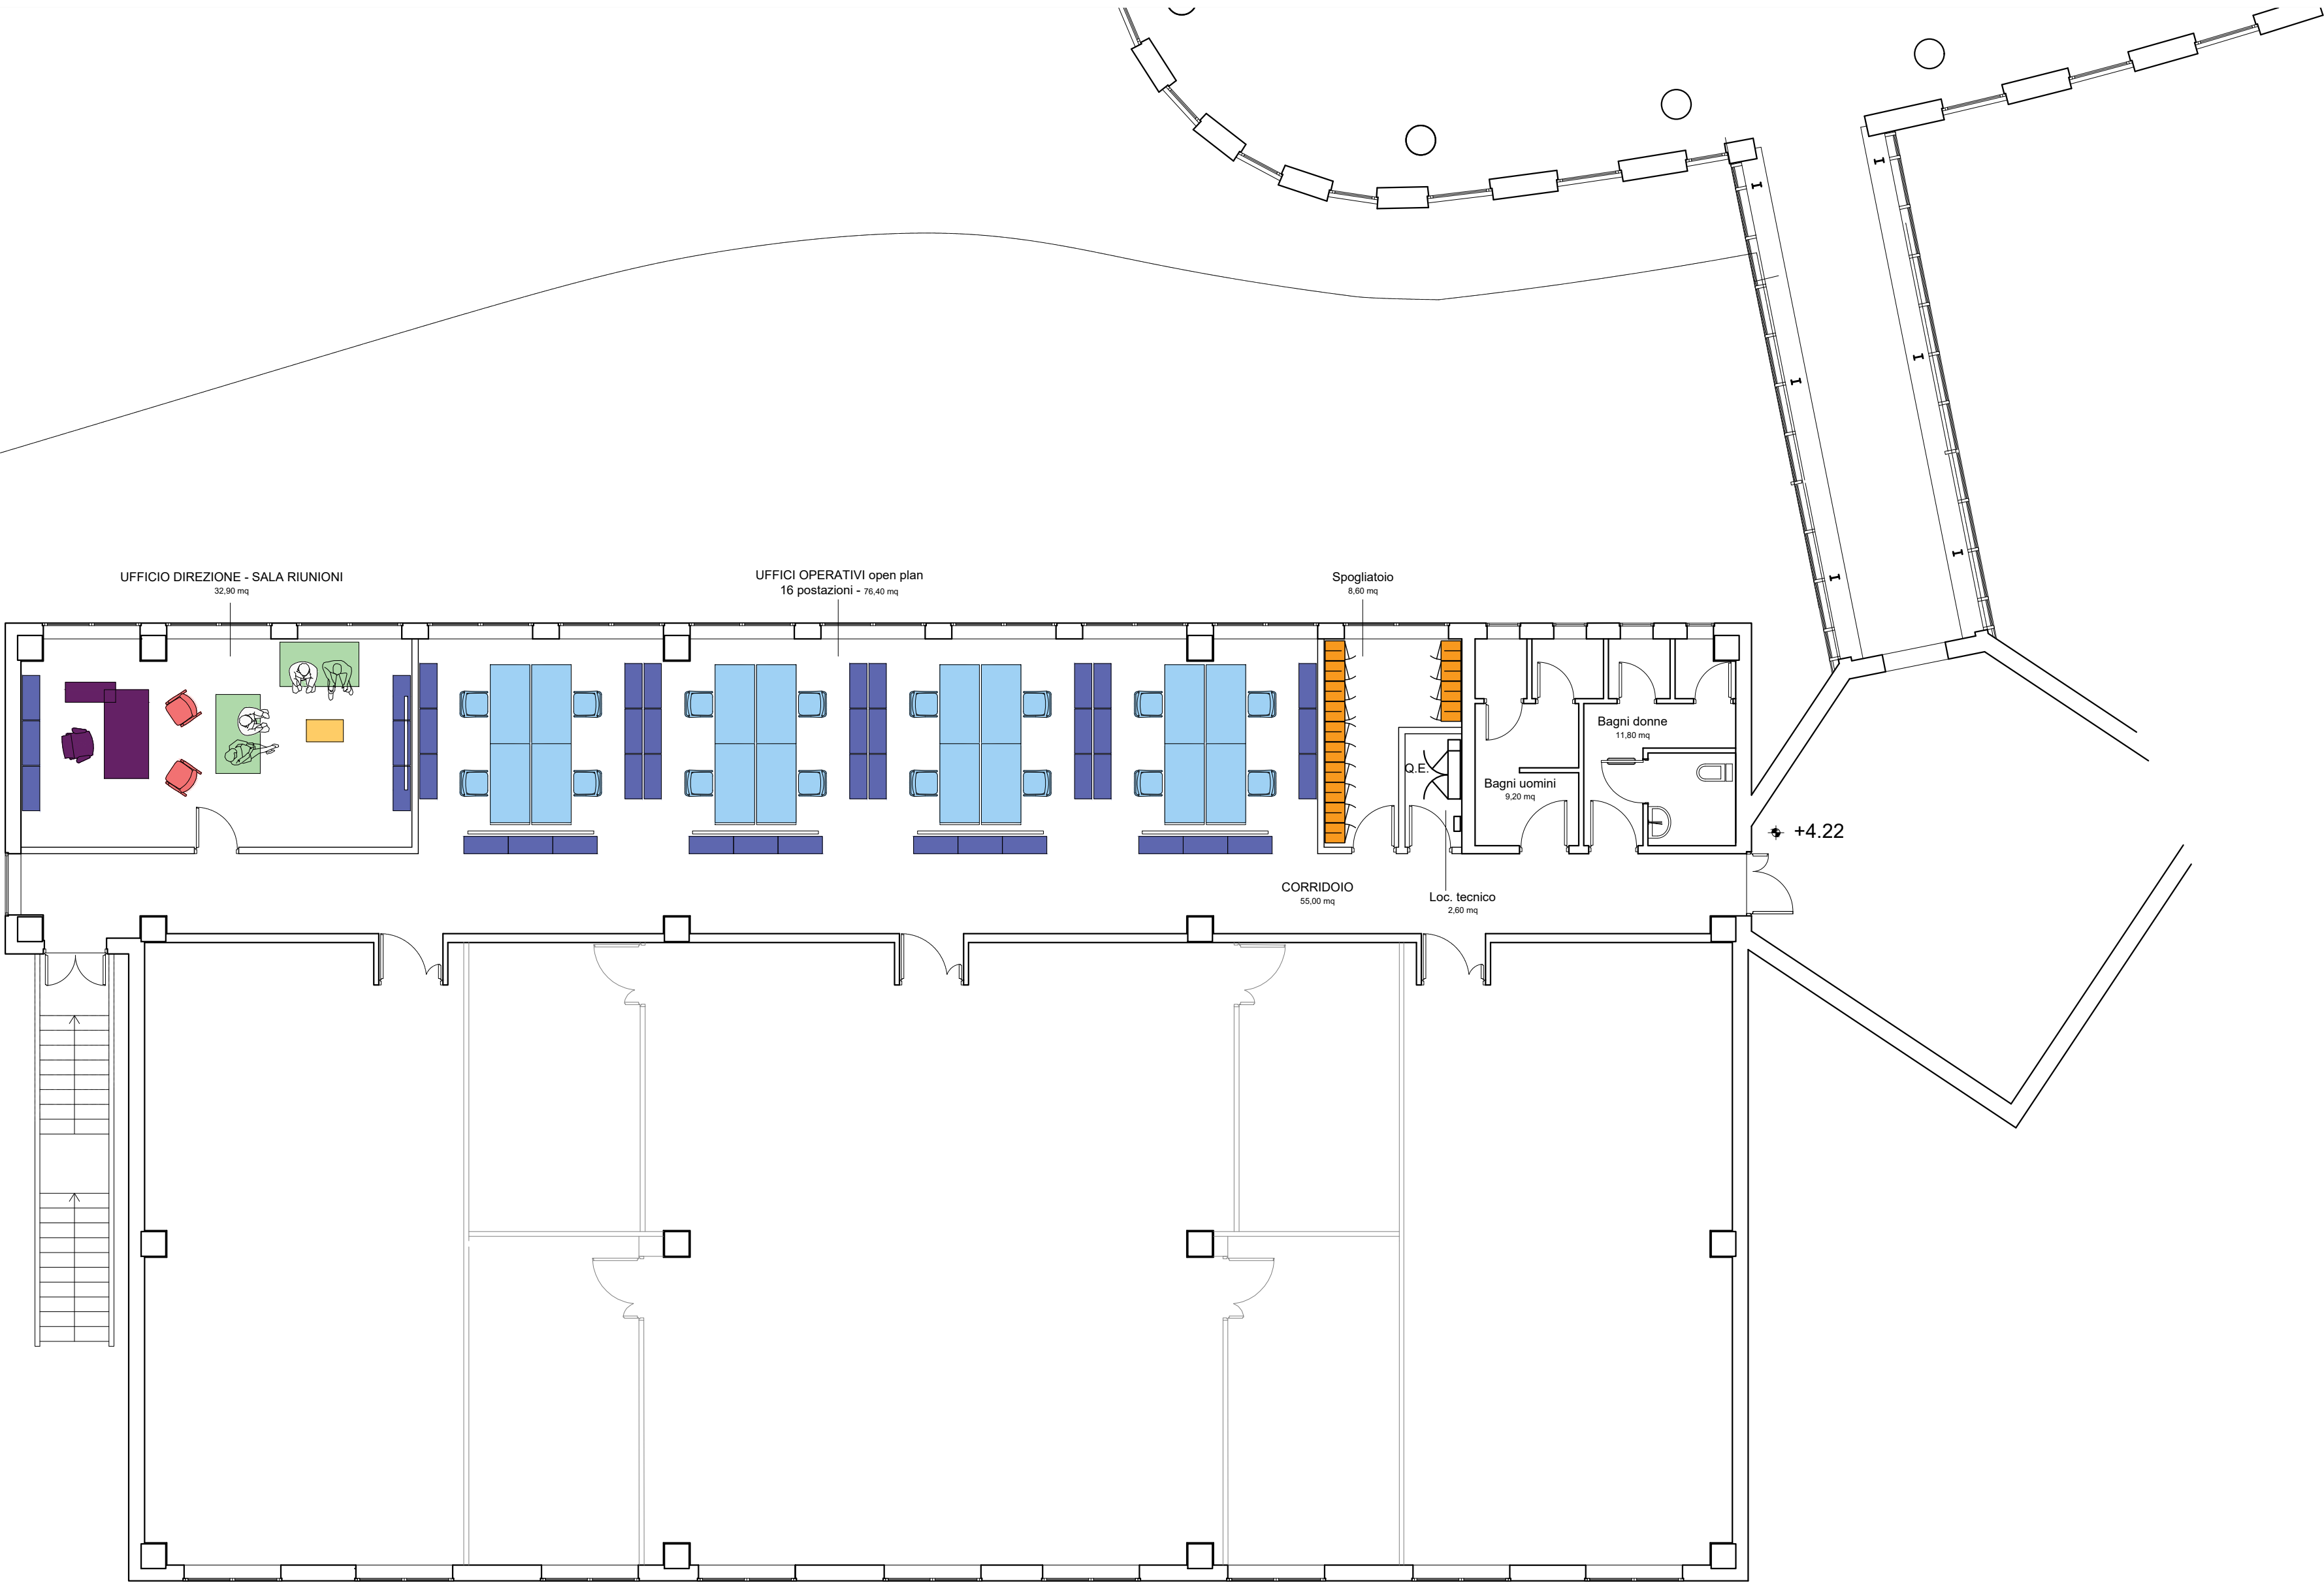 UFFICIO DIREZIONE - SALA RIUNIONI
32,90 mq
UFFICI OPERATIVI open plan
16 postazioni - 76,40 mq
Spogliatoio
8,60 mq
Bagni donne
11,80 mq
Q.E.
Bagni uomini
9,20 mq
+4.22
CORRIDOIO
55,00 mq
Loc. tecnico
2,60 mq